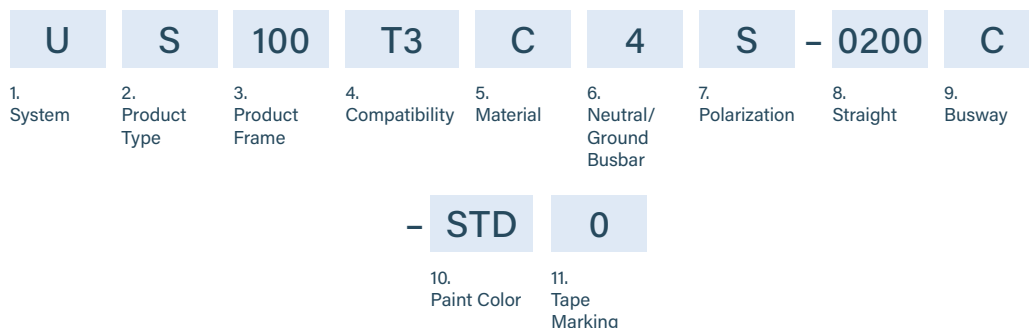 U S 100 T3 C 4 S – 0200 C
1. 2. 3. 4. 5. 6. 7. 8. 9.
System Product Product Compatibility Material Neutral/ Polarization Straight Busway
Type Frame Ground
Busbar
– STD 0
10. 11.
Paint Color Tape
Marking